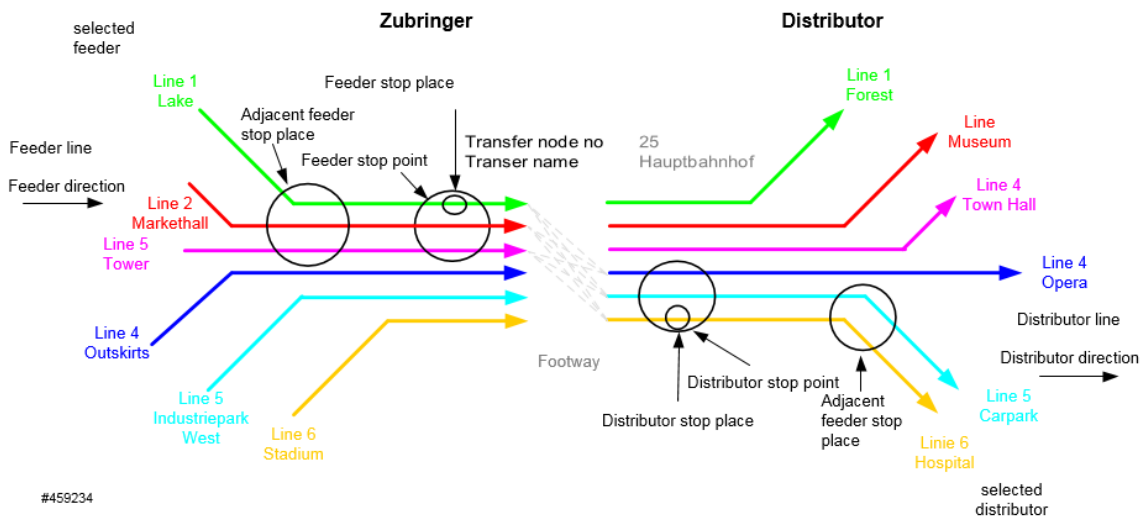 Zubringer
Distributor
selected
feeder
Line 1
Lake
Feeder stop place
Line 1
Forest
Adjacent feeder
stop place
Feeder line
Feeder direction
Feeder stop point
Transfer node no
Transer name
25
Hauptbahnhof
Line
Museum
Line 2
Markethall
Line 4
Town Hall
Line 5
Tower
Line 4
Opera
Line 4
Outskirts
Distributor line
Footway
Distributor direction
Distributor stop point
Line 5
Industriepark
West
Distributor stop place
Adjacent
feeder stop
place
Line 5
Carpark
Line 6
Stadium
Linie 6
Hospital
#459234
selected
distributor